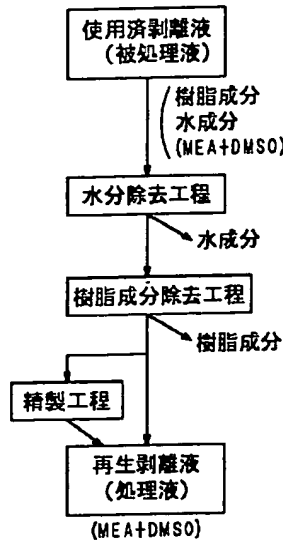 使用済剥離液
(被処理液)
樹脂成分
水成分
(MEA+DMSO)
水分除去工程
水成分
樹脂成分除去工程
樹脂成分
精製工程
再生剥離液
(処理液)
(MEA+DMSO)